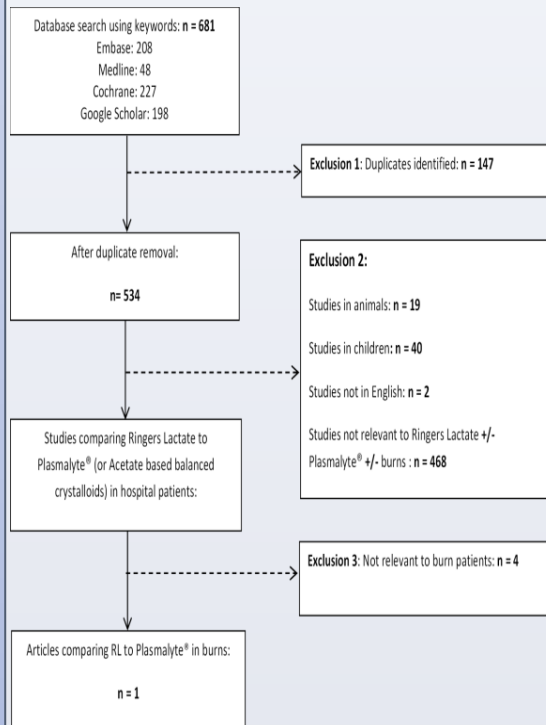 Database search using keywords: n = 681
Embase: 208
Medline: 48
Cochrane: 227
Google Scholar: 198
Exclusion 1: Duplicates identified: n = 147
After duplicate removal:
n= 534
Exclusion 2:
Studies in animals: n = 19
Studies in children: n = 40
Studies not in English: n = 2
Studies not relevant to Ringers Lactate +/-
Plasmalyte® +/- burns : n = 468
Studies comparing Ringers Lactate to
Plasmalyte® (or Acetate based balanced
crystalloids) in hospital patients:
Exclusion 3: Not relevant to burn patients: n = 4
Articles comparing RL to Plasmalyte® in burns:
n = 1